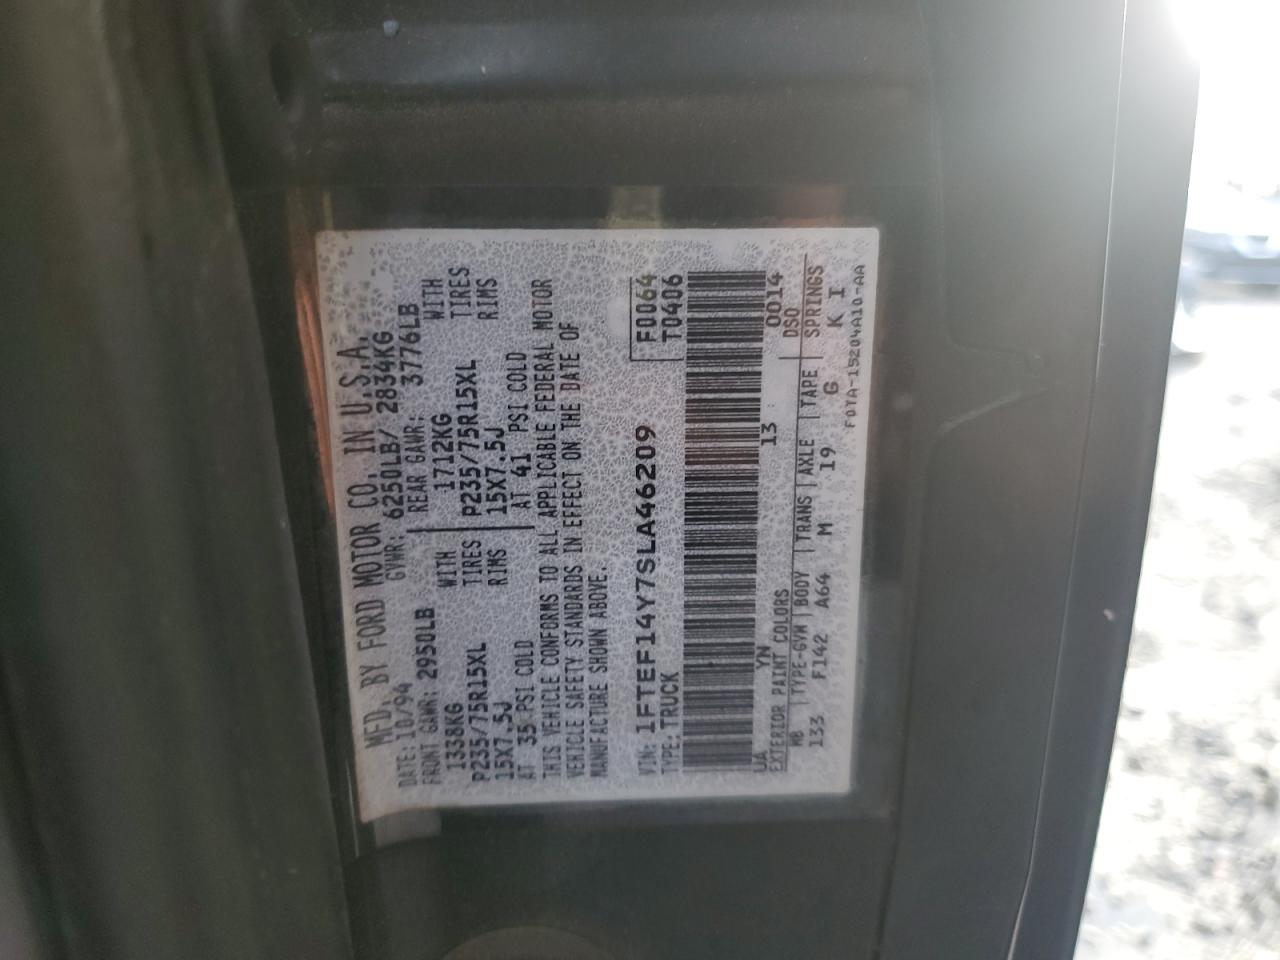 MFD. BY FORD MOTOR CO. IN U.S.A.
DATE: 10/94 GVWR: 6250LB/ 2834KG
FRONT GAWR: 2950LB REAR GAWR: 3776LB
1338KG WITH 1712KG WITH
P235/75R15XL TIRES P235/75R15XL TIRES
15X7.5J RIMS 15X7.5J RIMS
AT 35 PSI COLD AT 41 PSI COLD
THIS VEHICLE CONFORMS TO ALL APPLICABLE FEDERAL MOTOR
VEHICLE SAFETY STANDARDS IN EFFECT ON THE DATE OF
MANUFACTURE SHOWN ABOVE.
VIN: 1FTEF14Y7SLA46209 F0064
TYPE: TRUCK T0406
UA YN 13 0014
EXTERIOR PAINT COLORS DSO
WB TYPE-GVW BODY TRANS AXLE TAPE SPRINGS
133 F142 A64 M 19 G K I
F0TA-15204A10-AA